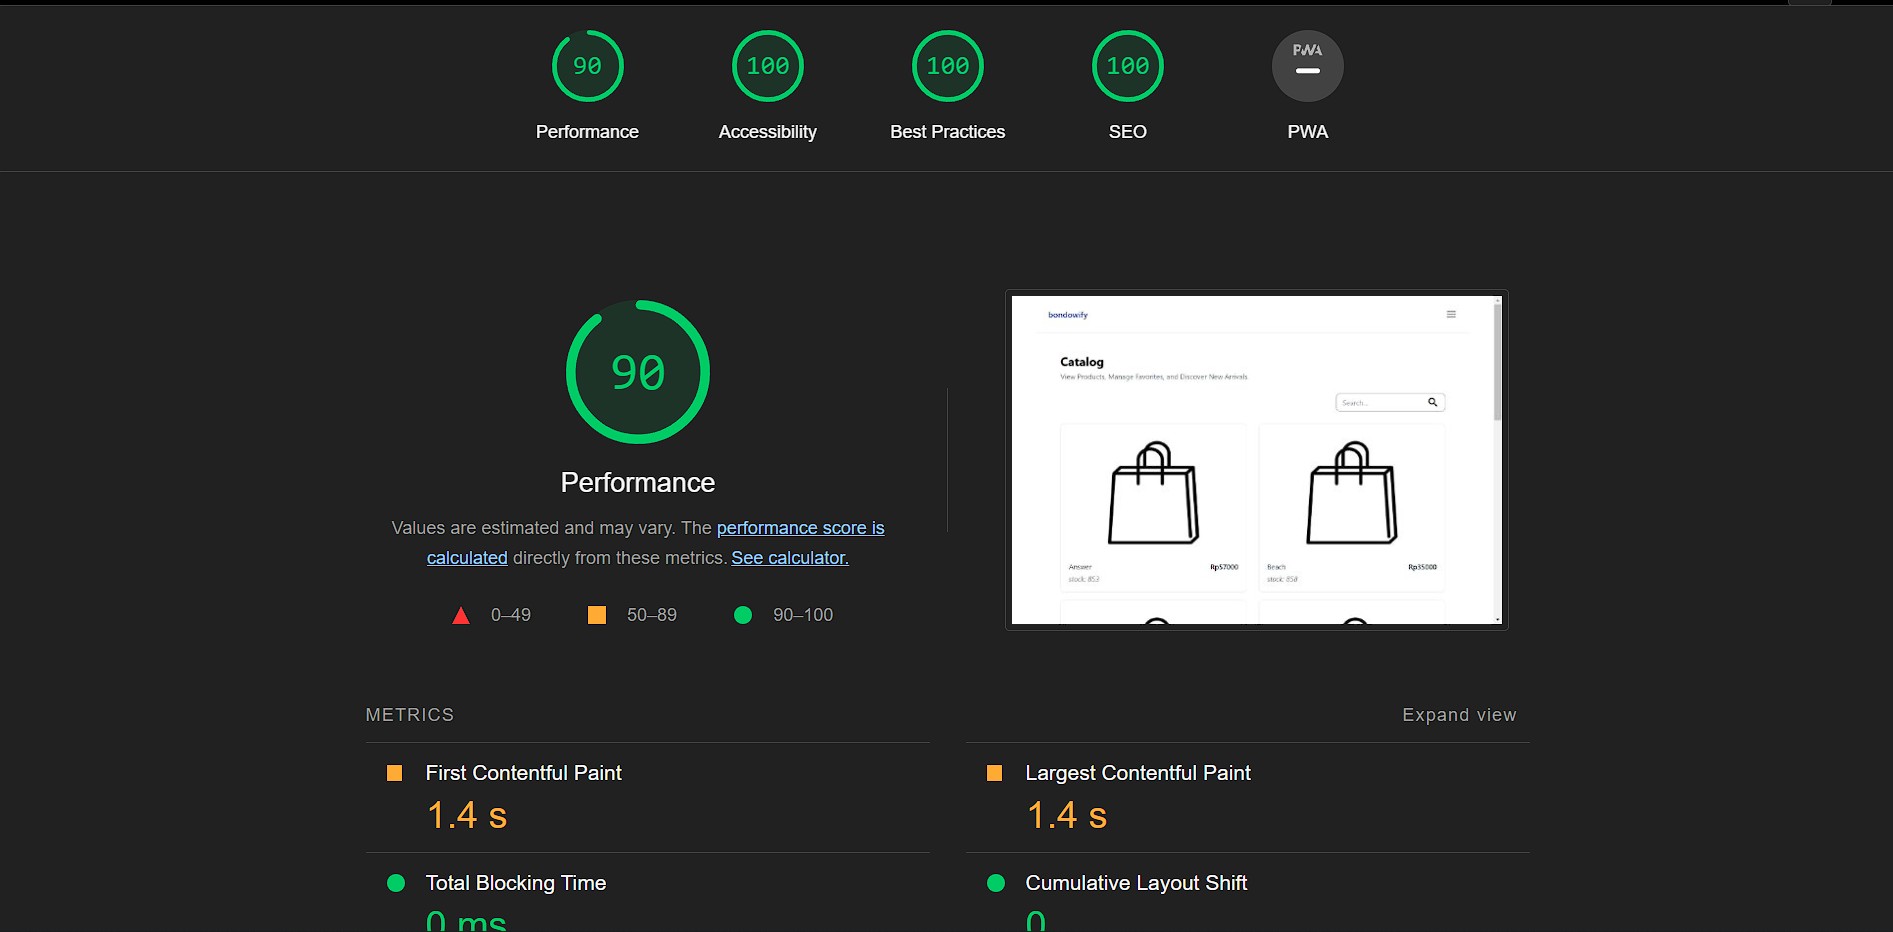 90
100
100
100
PWA
Performance
Accessibility
Best Practices
SEO
PWA
90
Performance
Values are estimated and may vary. The performance score is
calculated directly from these metrics. See calculator.
0–49
50–89
90–100
bondowify
Catalog
View Products, Manage Favorites, and Discover New Arrivals
Search...
Answer
Rp57000
stock: 853
Beach
Rp35000
stock: 858
METRICS
Expand view
First Contentful Paint
1.4 s
Largest Contentful Paint
1.4 s
Total Blocking Time
0 ms
Cumulative Layout Shift
0